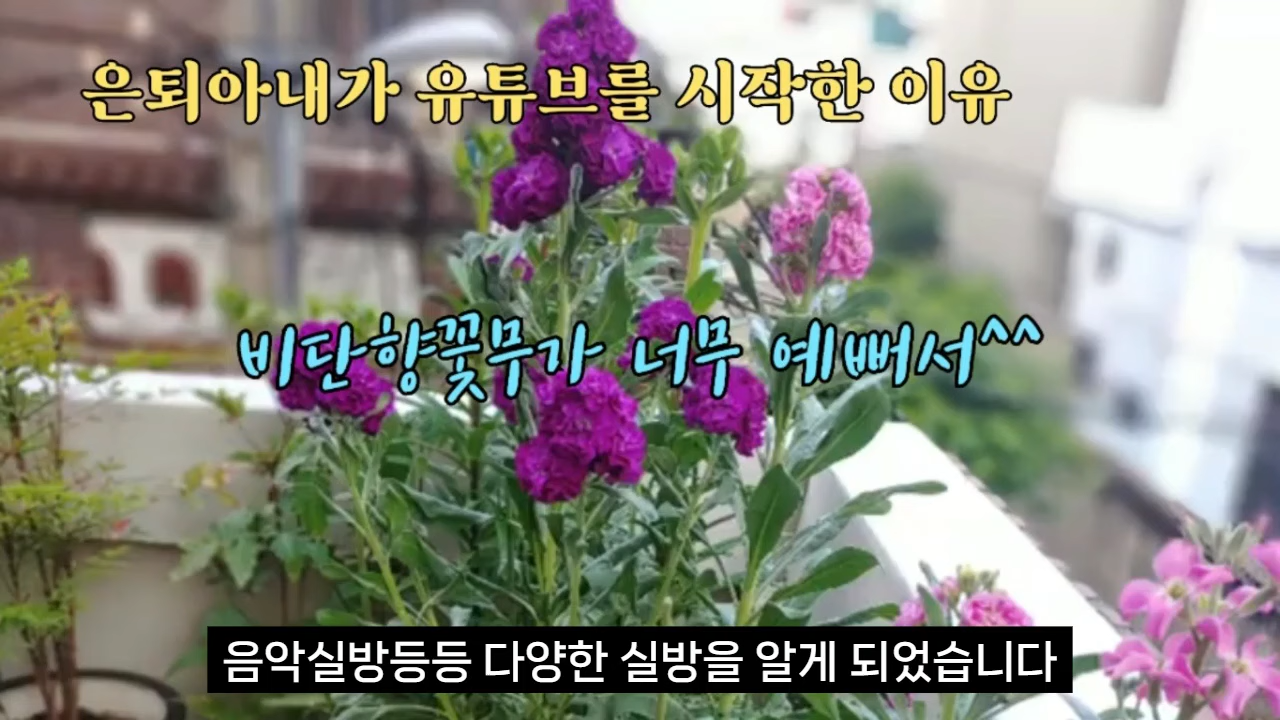 은퇴아내가 유튜브를 시작한 이유
비단향꽃무가 너무 예뻐서^^
음악실방등등 다양한 실방을 알게 되었습니다